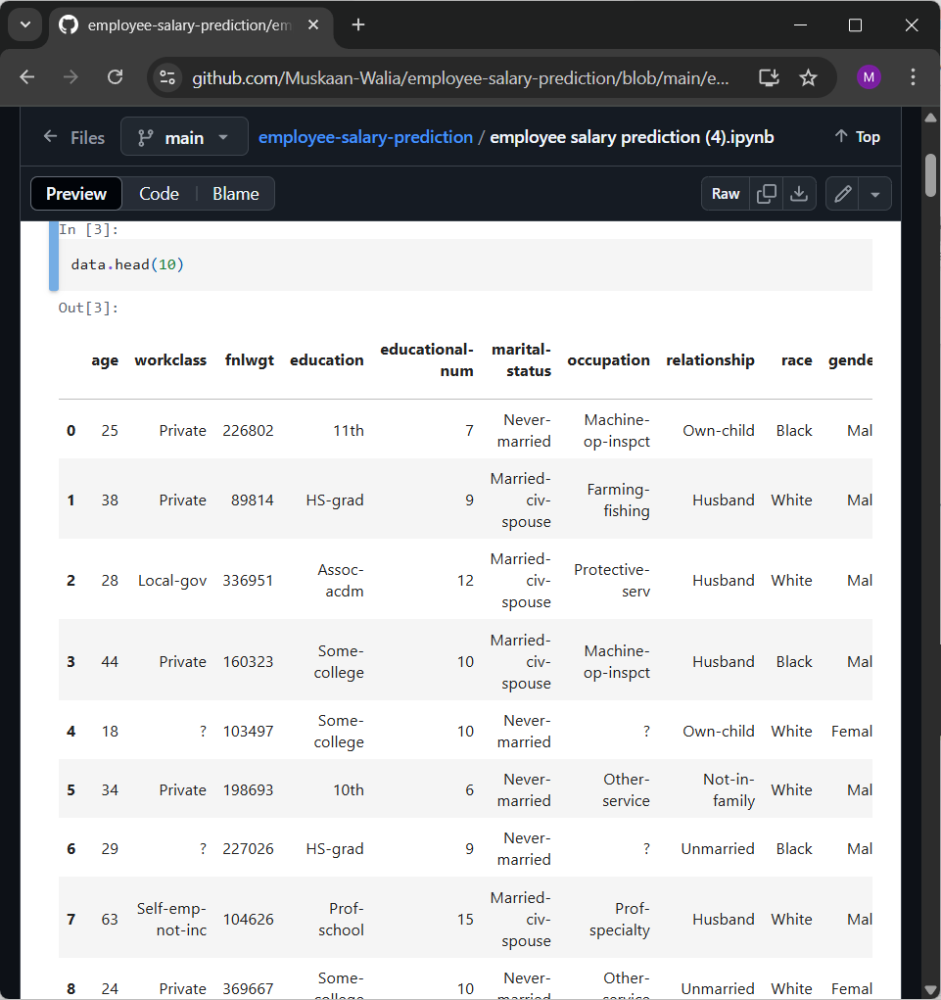 employee-salary-prediction/em
github.com/Muskaan-Walia/employee-salary-prediction/blob/main/e...
M
Files
main
employee-salary-prediction / employee salary prediction (4).ipynb
Top
Preview
Code
Blame
Raw
In [3]:
data.head(10)
Out[3]:
age workclass fnlwgt education educational-num marital-status occupation relationship race gende
0 25 Private 226802 11th 7 Never-married Machine-op-inspct Own-child Black Mal
1 38 Private 89814 HS-grad 9 Married-civ-spouse Farming-fishing Husband White Mal
2 28 Local-gov 336951 Assoc-acdm 12 Married-civ-spouse Protective-serv Husband White Mal
3 44 Private 160323 Some-college 10 Married-civ-spouse Machine-op-inspct Husband Black Mal
4 18 ? 103497 Some-college 10 Never-married ? Own-child White Femal
5 34 Private 198693 10th 6 Never-married Other-service Not-in-family White Mal
6 29 ? 227026 HS-grad 9 Never-married ? Unmarried Black Mal
7 63 Self-emp-not-inc 104626 Prof-school 15 Married-civ-spouse Prof-specialty Husband White Mal
8 24 Private 369667 Some-college 10 Never-married Other-service Unmarried White Femal